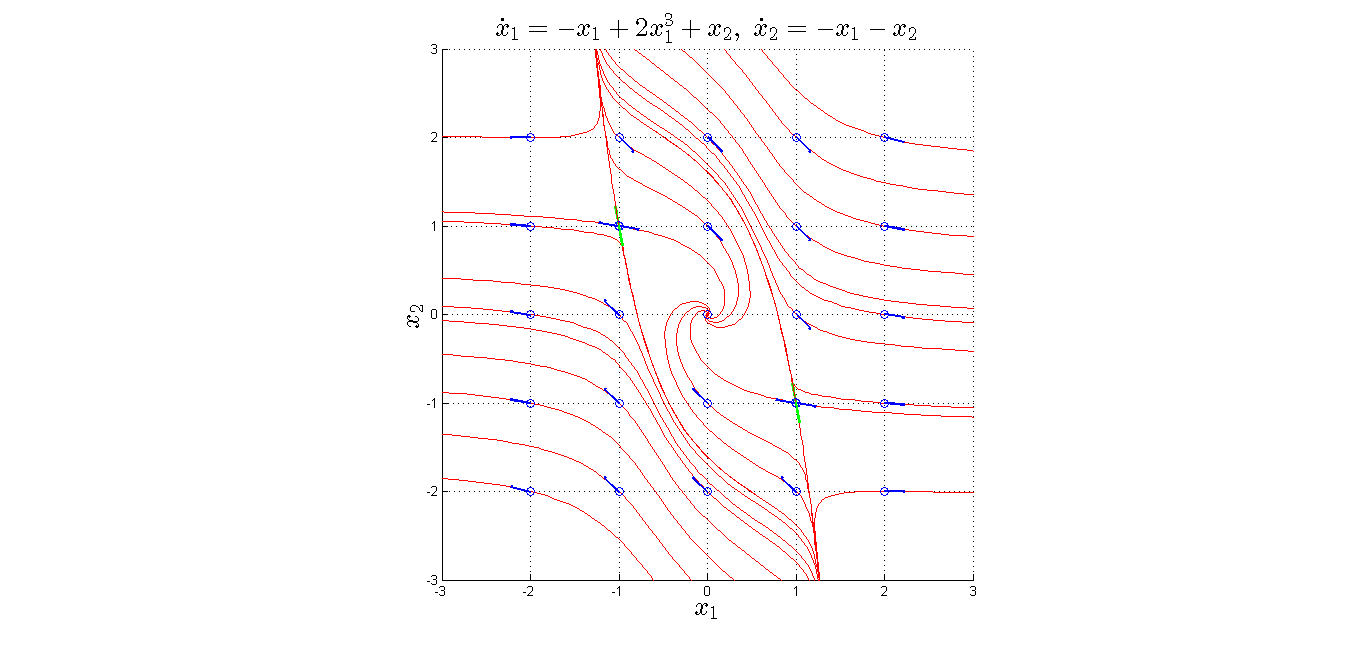 ẋ₁ = −x₁ + 2x₁³ + x₂, ẋ₂ = −x₁ − x₂
3
2
1
0
-1
-2
-3
x₂
-3 -2 -1 0 1 2 3
x₁